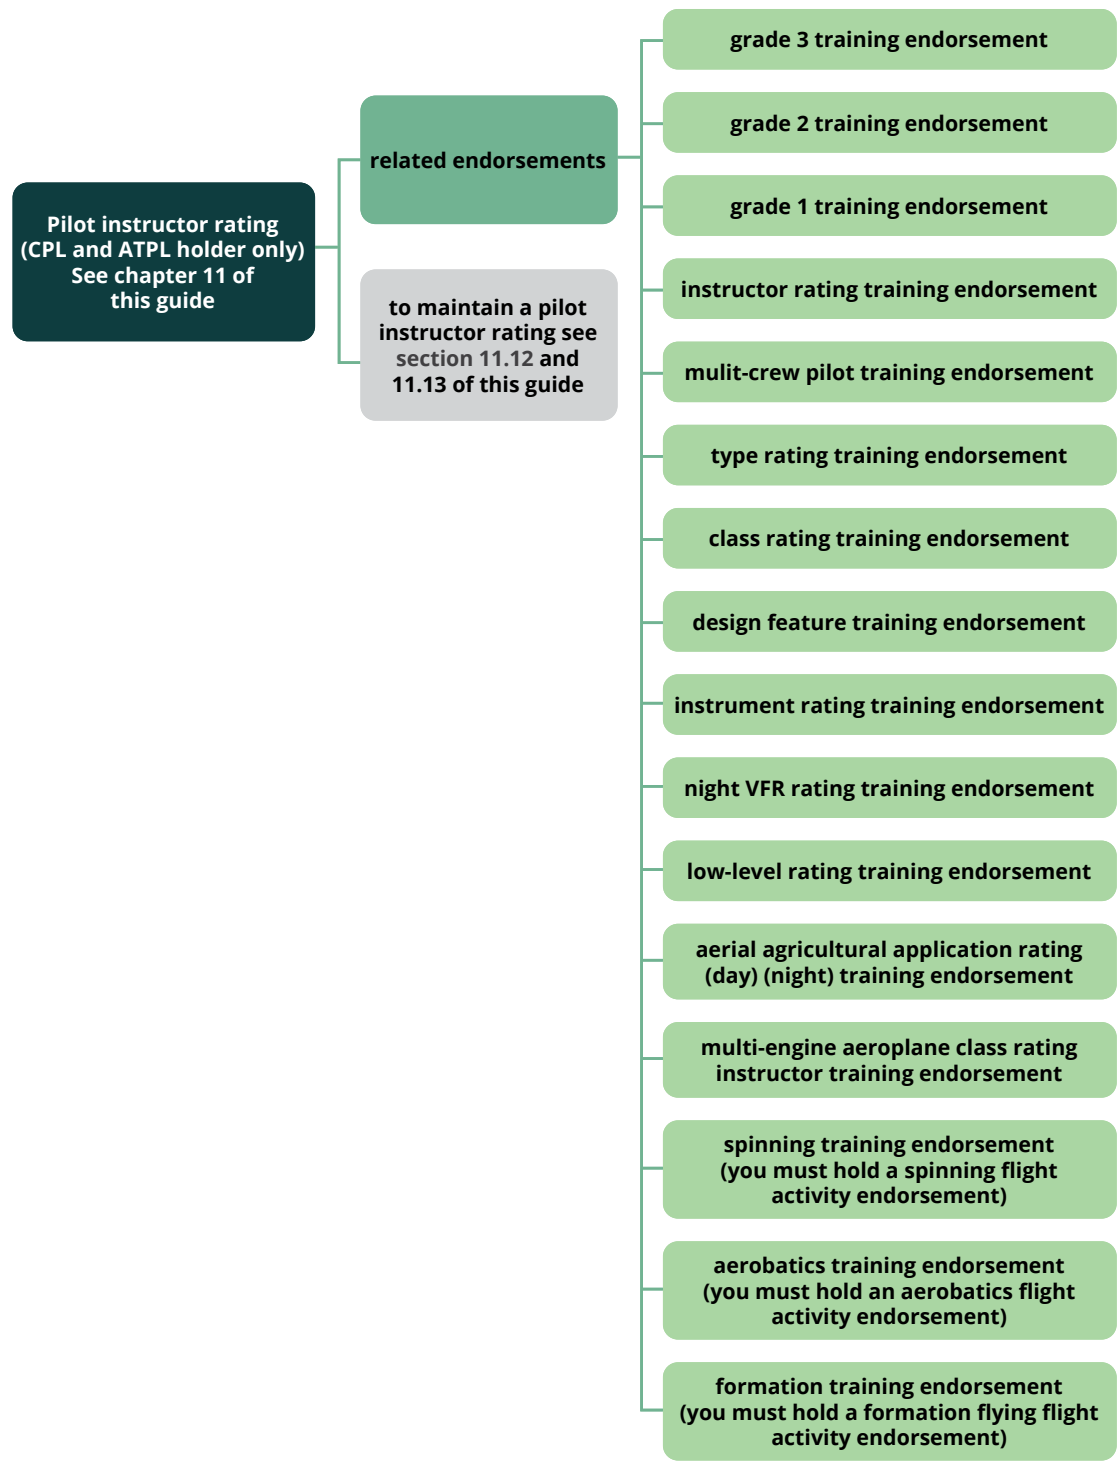 Pilot instructor rating
(CPL and ATPL holder only)
See chapter 11 of
this guide
related endorsements
to maintain a pilot
instructor rating see
section 11.12 and
11.13 of this guide
grade 3 training endorsement
grade 2 training endorsement
grade 1 training endorsement
instructor rating training endorsement
mulit-crew pilot training endorsement
type rating training endorsement
class rating training endorsement
design feature training endorsement
instrument rating training endorsement
night VFR rating training endorsement
low-level rating training endorsement
aerial agricultural application rating
(day) (night) training endorsement
multi-engine aeroplane class rating
instructor training endorsement
spinning training endorsement
(you must hold a spinning flight
activity endorsement)
aerobatics training endorsement
(you must hold an aerobatics flight
activity endorsement)
formation training endorsement
(you must hold a formation flying flight
activity endorsement)